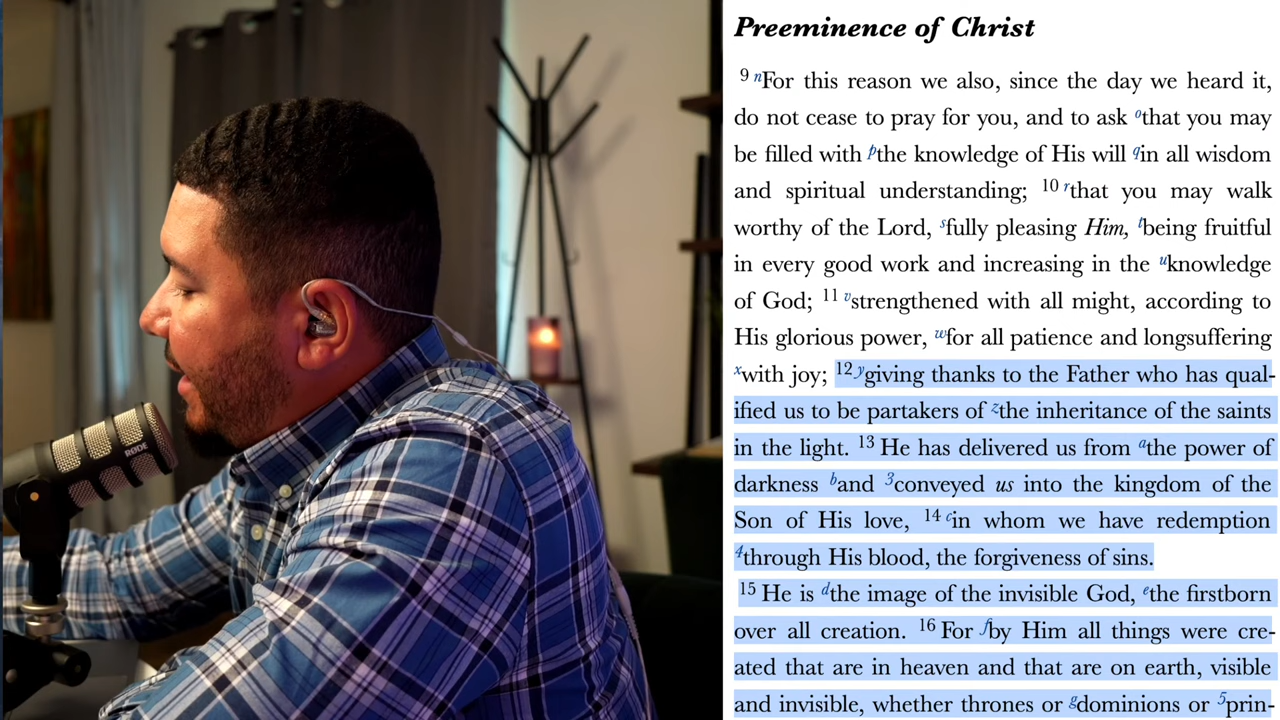 Preeminence of Christ
9 nFor this reason we also, since the day we heard it,
do not cease to pray for you, and to ask othat you may
be filled with pthe knowledge of His will qin all wisdom
and spiritual understanding; 10 rthat you may walk
worthy of the Lord, sfully pleasing Him, tbeing fruitful
in every good work and increasing in the uknowledge
of God; 11 vstrengthened with all might, according to
His glorious power, wfor all patience and longsuffering
xwith joy; 12 ygiving thanks to the Father who has qual-
ified us to be partakers of zthe inheritance of the saints
in the light. 13 He has delivered us from athe power of
darkness band 3conveyed us into the kingdom of the
Son of His love, 14 cin whom we have redemption
4through His blood, the forgiveness of sins.
15 He is dthe image of the invisible God, ethe firstborn
over all creation. 16 For fby Him all things were cre-
ated that are in heaven and that are on earth, visible
and invisible, whether thrones or gdominions or 5prin-
RODE